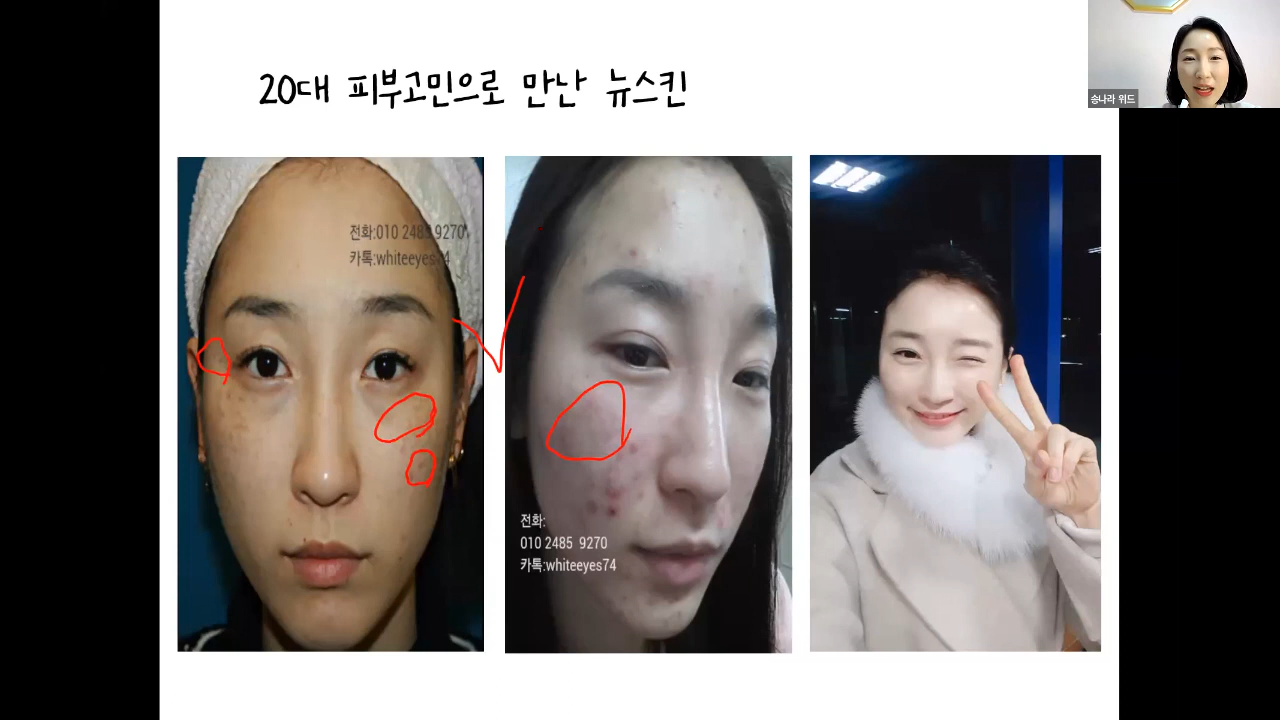 20대 피부고민으로 만난 뉴스킨
송나라 위드
전화:010 2485 9270
카톡:whiteeyes74
전화:
010 2485 9270
카톡:whiteeyes74